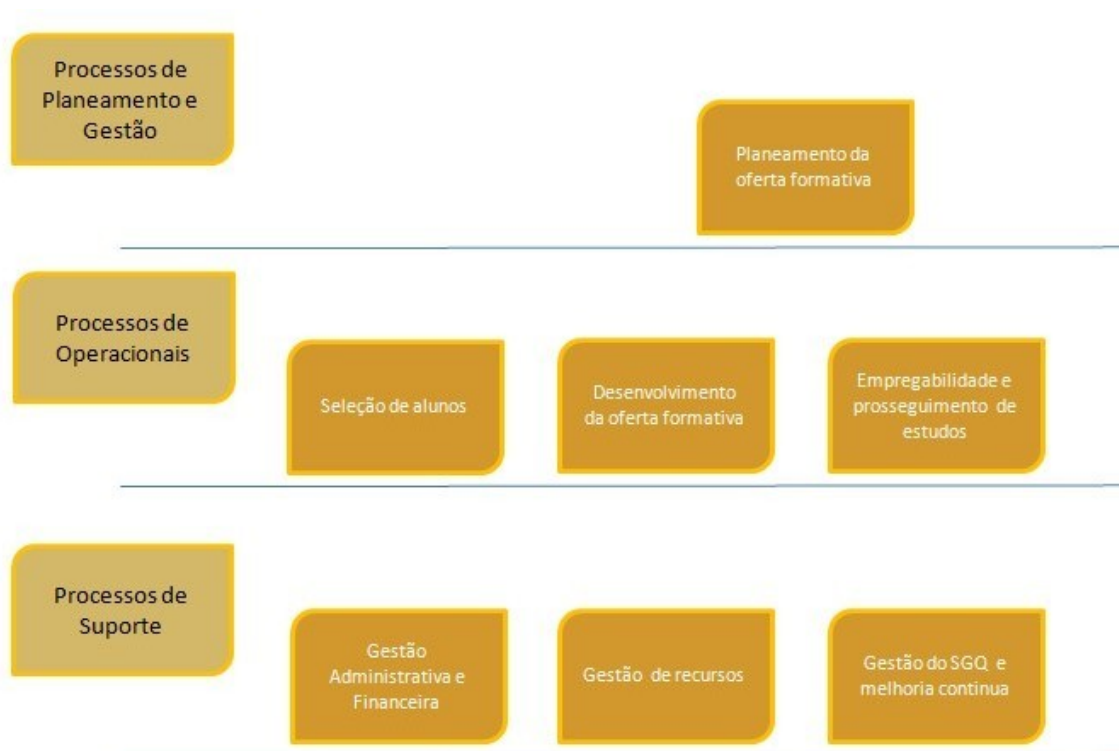 Processos de
Planeamento e
Gestão
Planeamento da
oferta formativa
Processos de
Operacionais
Seleção de alunos
Desenvolvimento
da oferta formativa
Empregabilidade e
prosseguimento de
estudos
Processos de
Suporte
Gestão
Administrativa e
Financeira
Gestão de recursos
Gestão do SGQ e
melhoria continua